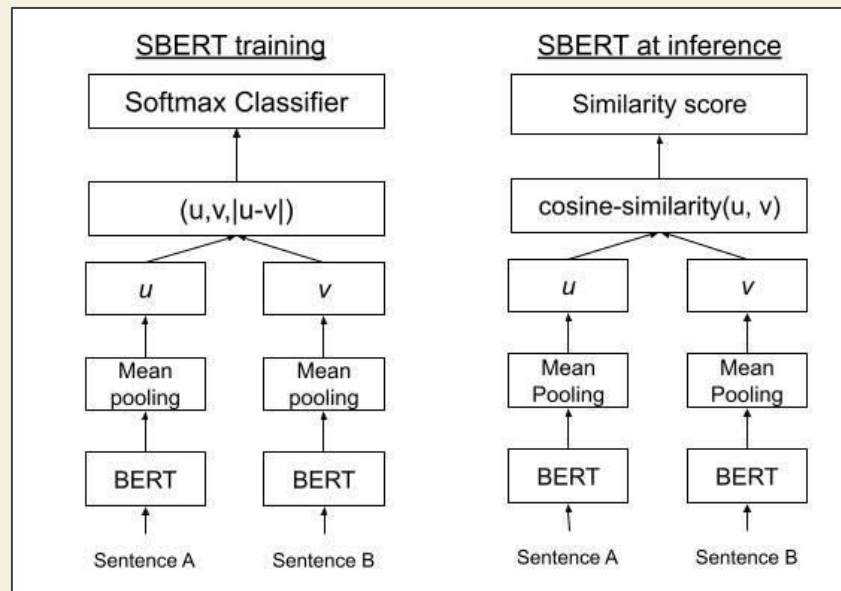 SBERT training
Softmax Classifier
(u,v,|u-v|)
u
v
Mean
pooling
Mean
pooling
BERT
BERT
Sentence A
Sentence B
SBERT at inference
Similarity score
cosine-similarity(u, v)
u
v
Mean
Pooling
Mean
Pooling
BERT
BERT
Sentence A
Sentence B